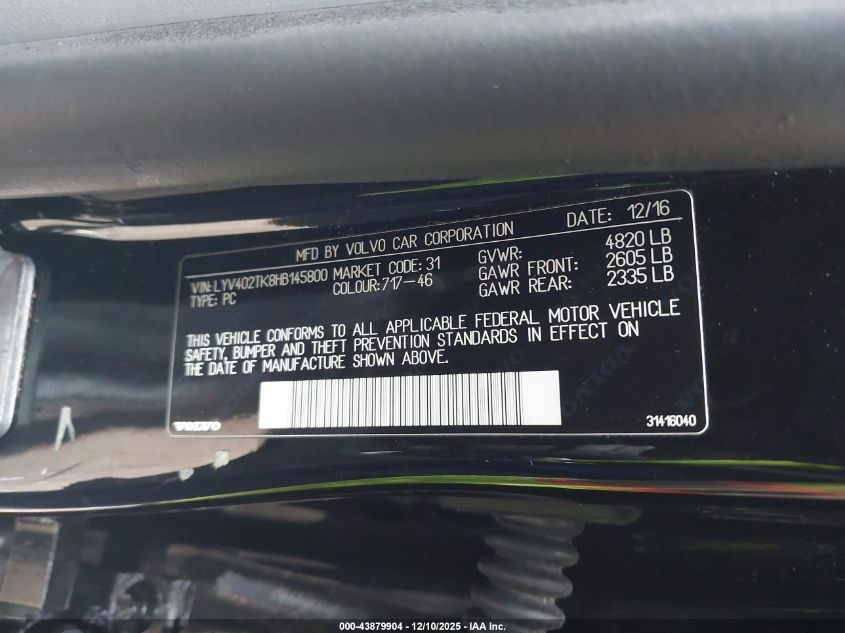 MFD BY VOLVO CAR CORPORATION DATE: 12/16
VIN: LYV402TK8HB145800 MARKET CODE: 31 GVWR: 4820 LB
TYPE: PC COLOUR: 717-46 GAWR FRONT: 2605 LB
GAWR REAR: 2335 LB
THIS VEHICLE CONFORMS TO ALL APPLICABLE FEDERAL MOTOR VEHICLE
SAFETY, BUMPER AND THEFT PREVENTION STANDARDS IN EFFECT ON
THE DATE OF MANUFACTURE SHOWN ABOVE.
VOLVO 31416040
000-43879904 - 12/10/2025 - IAA Inc.